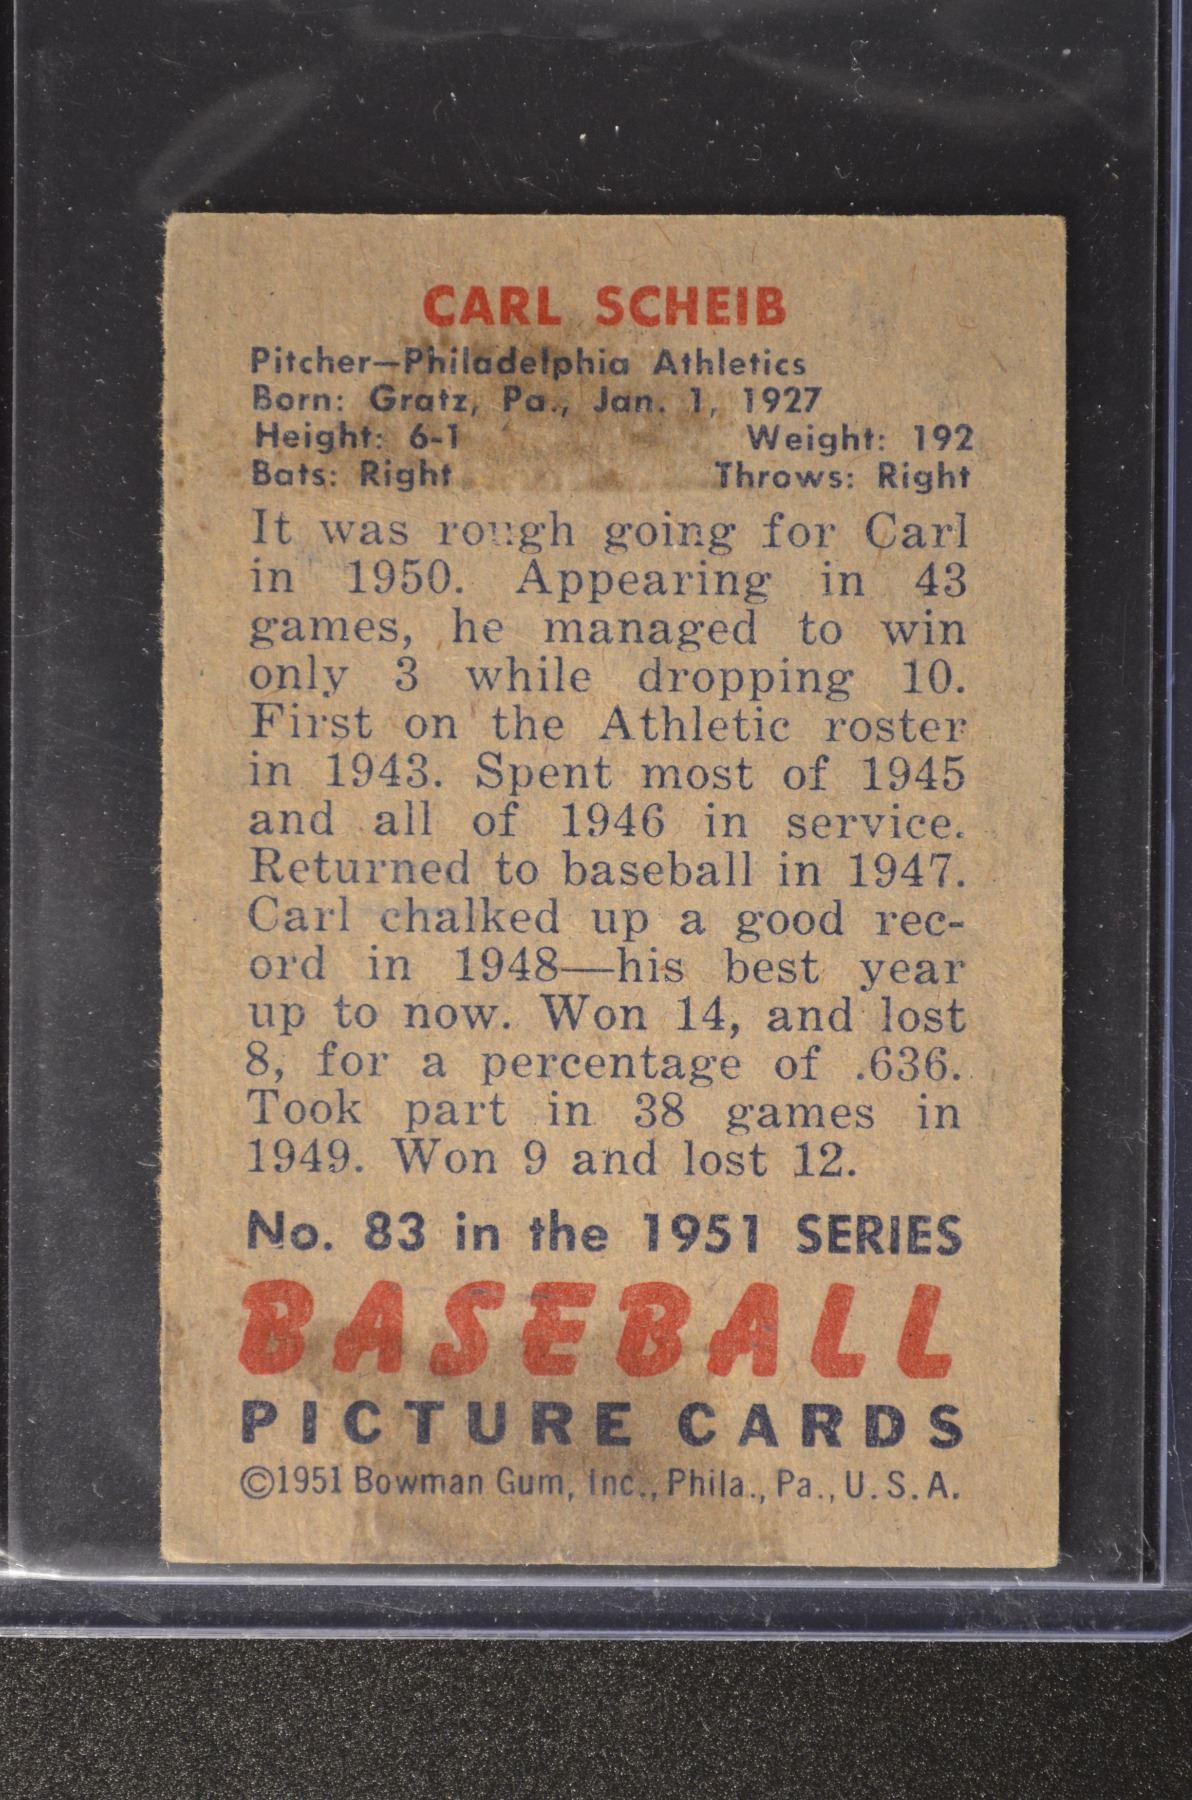 CARL SCHEIB
Pitcher—Philadelphia Athletics
Born: Gratz, Pa., Jan. 1, 1927
Height: 6-1 Weight: 192
Bats: Right Throws: Right
It was rough going for Carl
in 1950. Appearing in 43
games, he managed to win
only 3 while dropping 10.
First on the Athletic roster
in 1943. Spent most of 1945
and all of 1946 in service.
Returned to baseball in 1947.
Carl chalked up a good rec-
ord in 1948—his best year
up to now. Won 14, and lost
8, for a percentage of .636.
Took part in 38 games in
1949. Won 9 and lost 12.
No. 83 in the 1951 SERIES
BASEBALL
PICTURE CARDS
©1951 Bowman Gum, Inc., Phila., Pa., U.S.A.